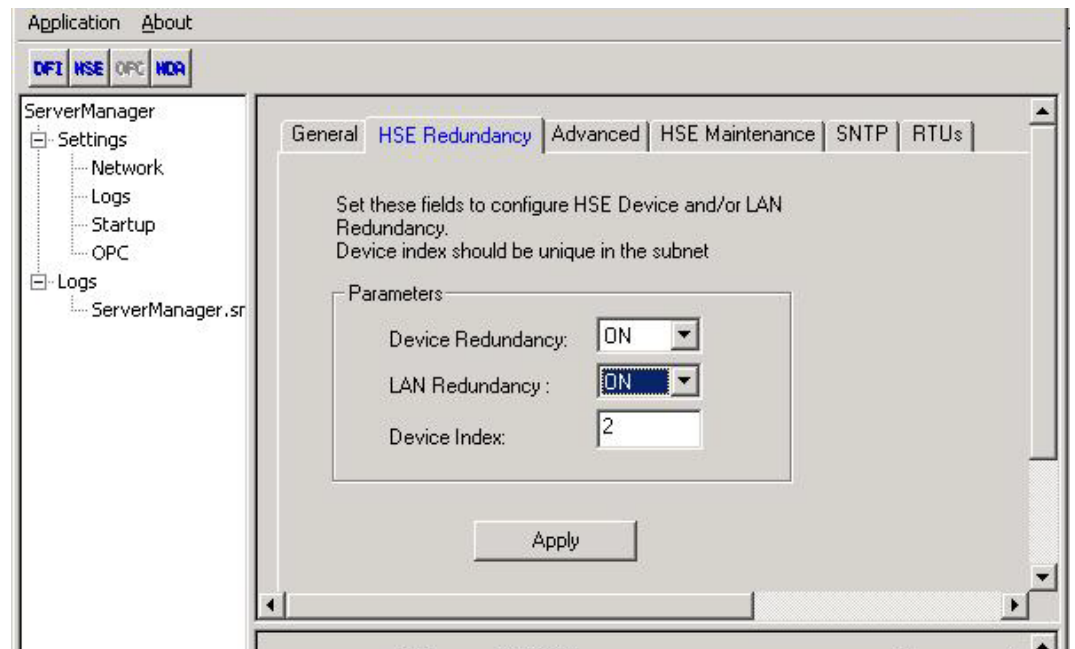 Application About
DFI HSE OPC NDA
ServerManager
Settings
Network
Logs
Startup
OPC
Logs
ServerManager.sr
General HSE Redundancy Advanced HSE Maintenance SNTP RTUs
Set these fields to configure HSE Device and/or LAN
Redundancy.
Device index should be unique in the subnet
Parameters
Device Redundancy: ON
LAN Redundancy : ON
Device Index: 2
Apply